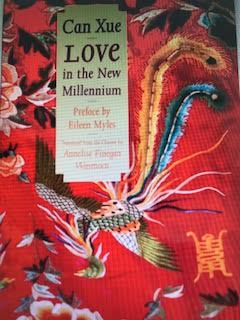 Can Xue
LOVE
in the New
Millennium
Preface by
Eileen Myles
Translated from the Chinese by
Annelise Finegan
Wasmoen